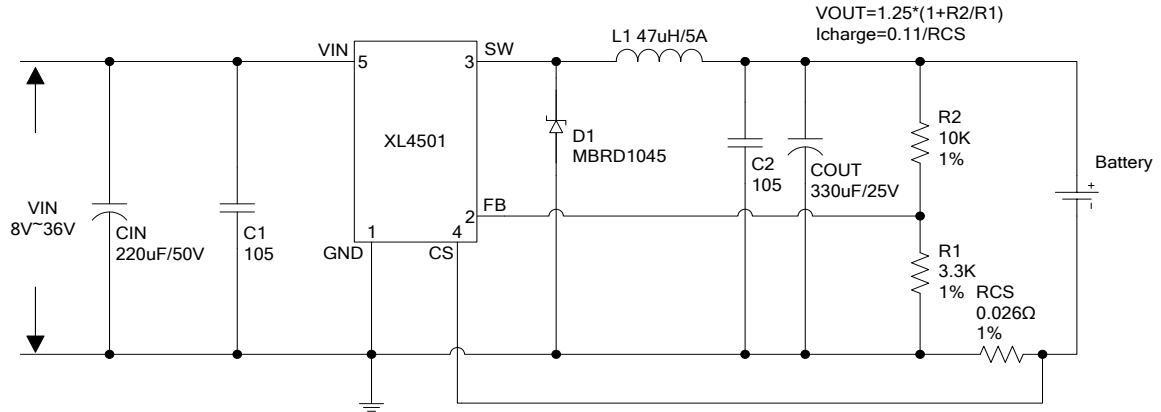 VOUT=1.25*(1+R2/R1)
Icharge=0.11/RCS
L1 47uH/5A
VIN
5
3
SW
XL4501
D1
MBRD1045
R2
10K
1%
C2
105
COUT
330uF/25V
Battery
+
-
VIN
8V~36V
CIN
220uF/50V
C1
105
2
FB
1
4
GND
CS
R1
3.3K
1%
RCS
0.026Ω
1%